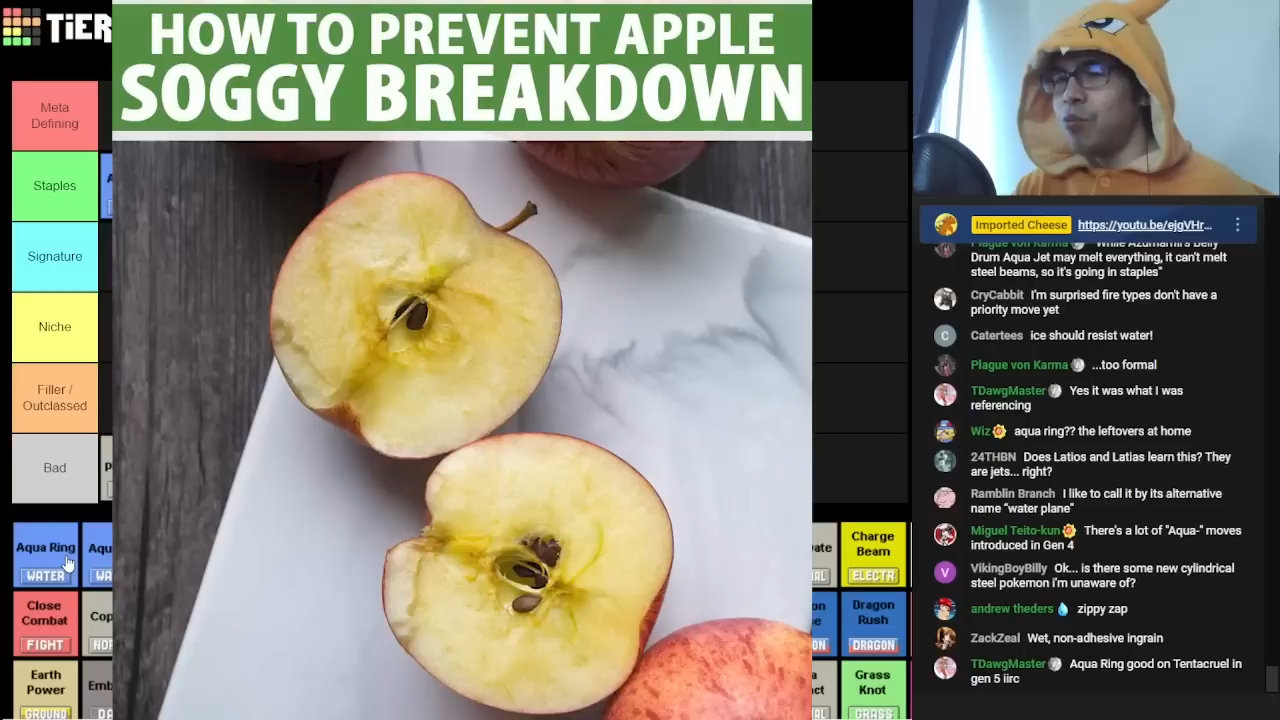 TiER
HOW TO PREVENT APPLE
SOGGY BREAKDOWN
Meta
Defining
Staples
Signature
Niche
Filler /
Outclassed
Bad
Aqua Ring
WATER
Charge
Beam
ELECTR
Close
Combat
FIGHT
Dragon
Rush
DRAGON
Earth
Power
GROUND
Grass
Knot
GRASS
Imported Cheese https://youtu.be/ejgVHr...
Plague von Karma "While Azumarill's Belly
Drum Aqua Jet may melt everything, it can't melt
steel beams, so it's going in staples"
CryCabbit I'm surprised fire types don't have a
priority move yet
Catertees ice should resist water!
Plague von Karma ...too formal
TDawgMaster Yes it was what I was
referencing
Wiz aqua ring?? the leftovers at home
24THBN Does Latios and Latias learn this? They
are jets... right?
Ramblin Branch I like to call it by its alternative
name “water plane”
Miguel Teito-kun There's a lot of "Aqua-" moves
introduced in Gen 4
VikingBoyBilly Ok... is there some new cylindrical
steel pokemon i'm unaware of?
andrew theders zippy zap
ZackZeal Wet, non-adhesive ingrain
TDawgMaster Aqua Ring good on Tentacruel in
gen 5 iirc